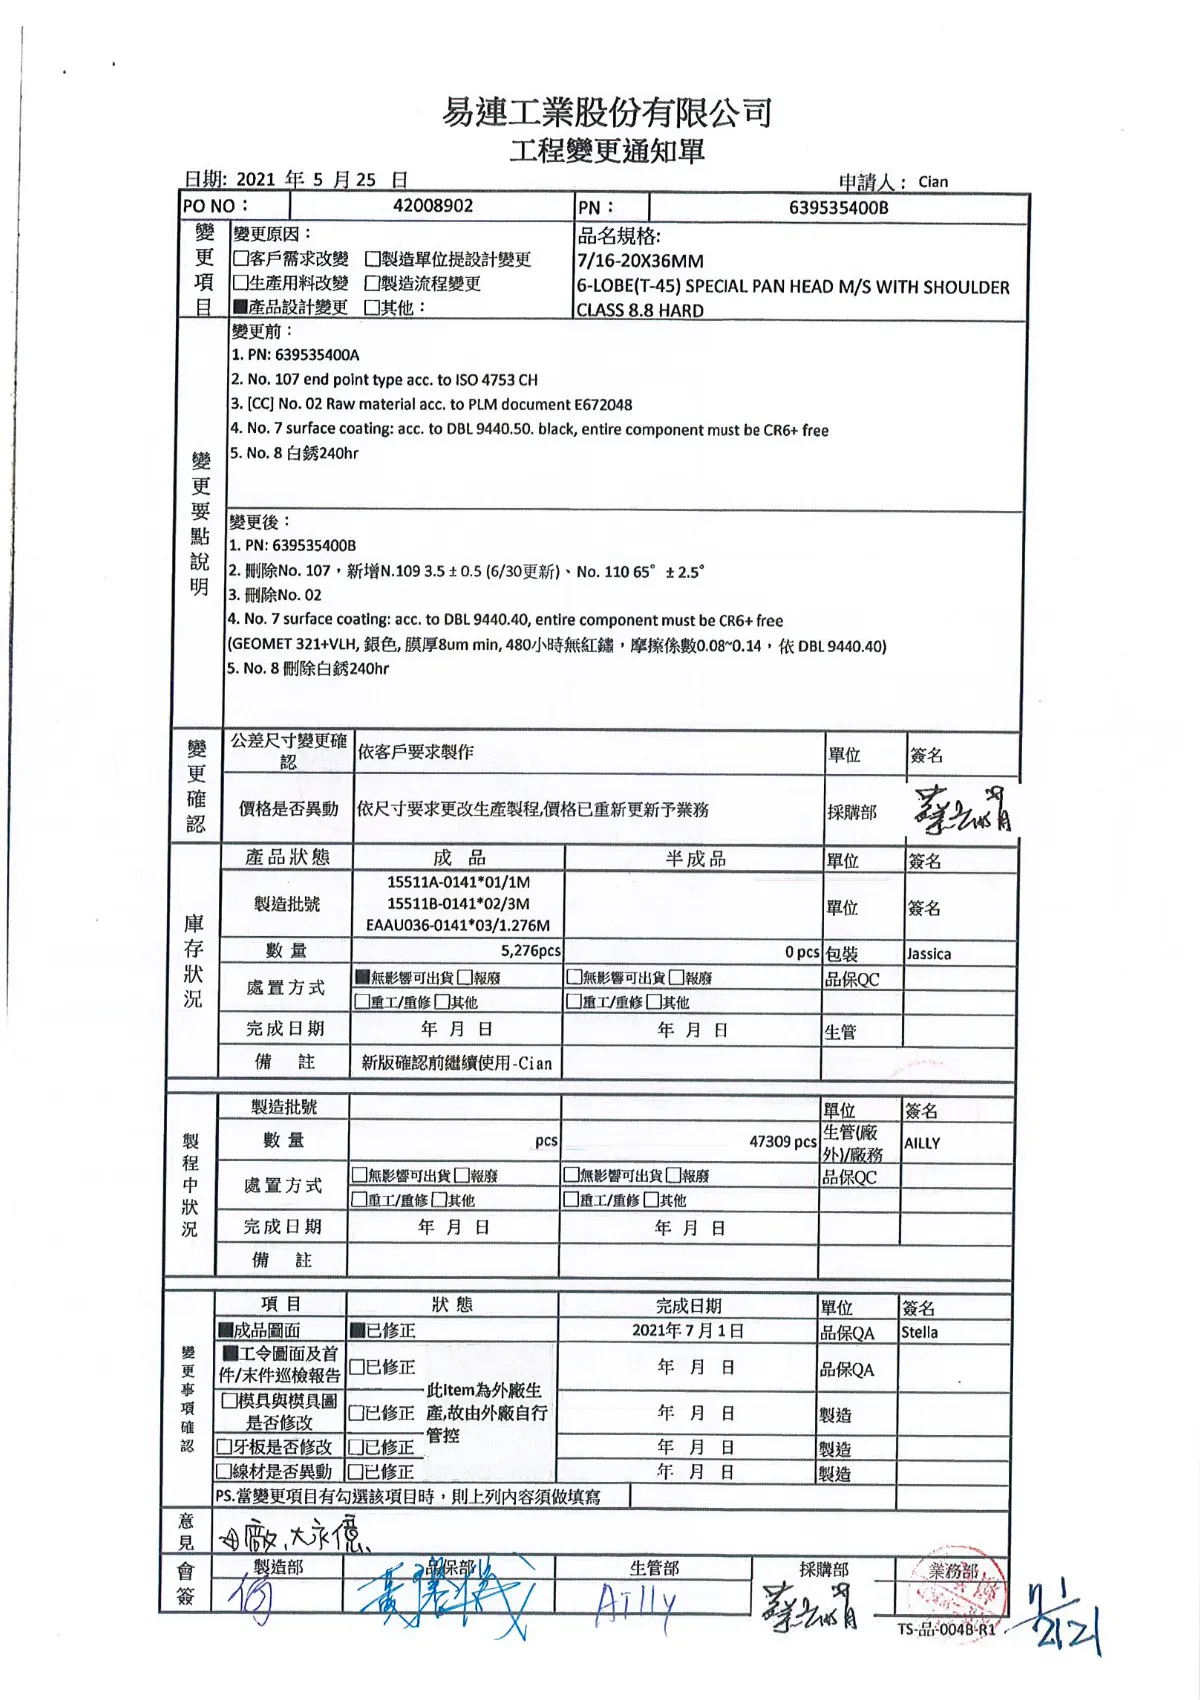 易連工業股份有限公司
工程變更通知單
日期: 2021 年 5 月 25 日 申請人: Cian
PO NO: 42008902 PN: 639535400B
變更項目
變更原因:
□客戶需求改變 □製造單位提設計變更
□生產用料改變 □製造流程變更
■產品設計變更 □其他:
品名規格:
7/16-20X36MM
6-LOBE(T-45) SPECIAL PAN HEAD M/S WITH SHOULDER
CLASS 8.8 HARD
變更要點說明
變更前:
1. PN: 639535400A
2. No. 107 end point type acc. to ISO 4753 CH
3. [CC] No. 02 Raw material acc. to PLM document E672048
4. No. 7 surface coating: acc. to DBL 9440.50. black, entire component must be CR6+ free
5. No. 8 白銹240hr
變更後:
1. PN: 639535400B
2. 刪除No. 107,新增N.109 3.5 ± 0.5 (6/30更新)、No. 110 65° ± 2.5°
3. 刪除No. 02
4. No. 7 surface coating: acc. to DBL 9440.40, entire component must be CR6+ free
(GEOMET 321+VLH, 銀色, 膜厚8um min, 480小時無紅鏽,摩擦係數0.08~0.14,依 DBL 9440.40)
5. No. 8 刪除白銹240hr
變更確認
公差尺寸變更確認 依客戶要求製作 單位 簽名
價格是否異動 依尺寸要求更改生產製程,價格已重新更新予業務 採購部
庫存狀況
產品狀態 成 品 半成品 單位 簽名
製造批號 15511A-0141*01/1M 單位 簽名
15511B-0141*02/3M
EAAU036-0141*03/1.276M
數 量 5,276pcs 0 pcs 包裝 Jassica
處置方式 ■無影響可出貨□報廢 □無影響可出貨□報廢 品保QC
□重工/重修□其他 □重工/重修□其他
完成日期 年 月 日 年 月 日 生管
備 註 新版確認前繼續使用-Cian
製程中狀況
製造批號 單位 簽名
數 量 pcs 47309 pcs 生管(廠外)/廠務 AILLY
處置方式 □無影響可出貨□報廢 □無影響可出貨□報廢 品保QC
□重工/重修□其他 □重工/重修□其他
完成日期 年 月 日 年 月 日
備 註
變更事項確認
項 目 狀 態 完成日期 單位 簽名
■成品圖面 ■已修正 2021年 7 月 1 日 品保QA Stella
■工令圖面及首件/末件巡檢報告 □已修正 年 月 日 品保QA
此item為外廠生產,故由外廠自行管控
□模具與模具圖是否修改 □已修正 年 月 日 製造
□牙板是否修改 □已修正 年 月 日 製造
□線材是否異動 □已修正 年 月 日 製造
PS.當變更項目有勾選該項目時,則上列內容須做填寫
意見
會簽
製造部 品保部 生管部 採購部 業務部
Ailly
TS-品-004B-R1